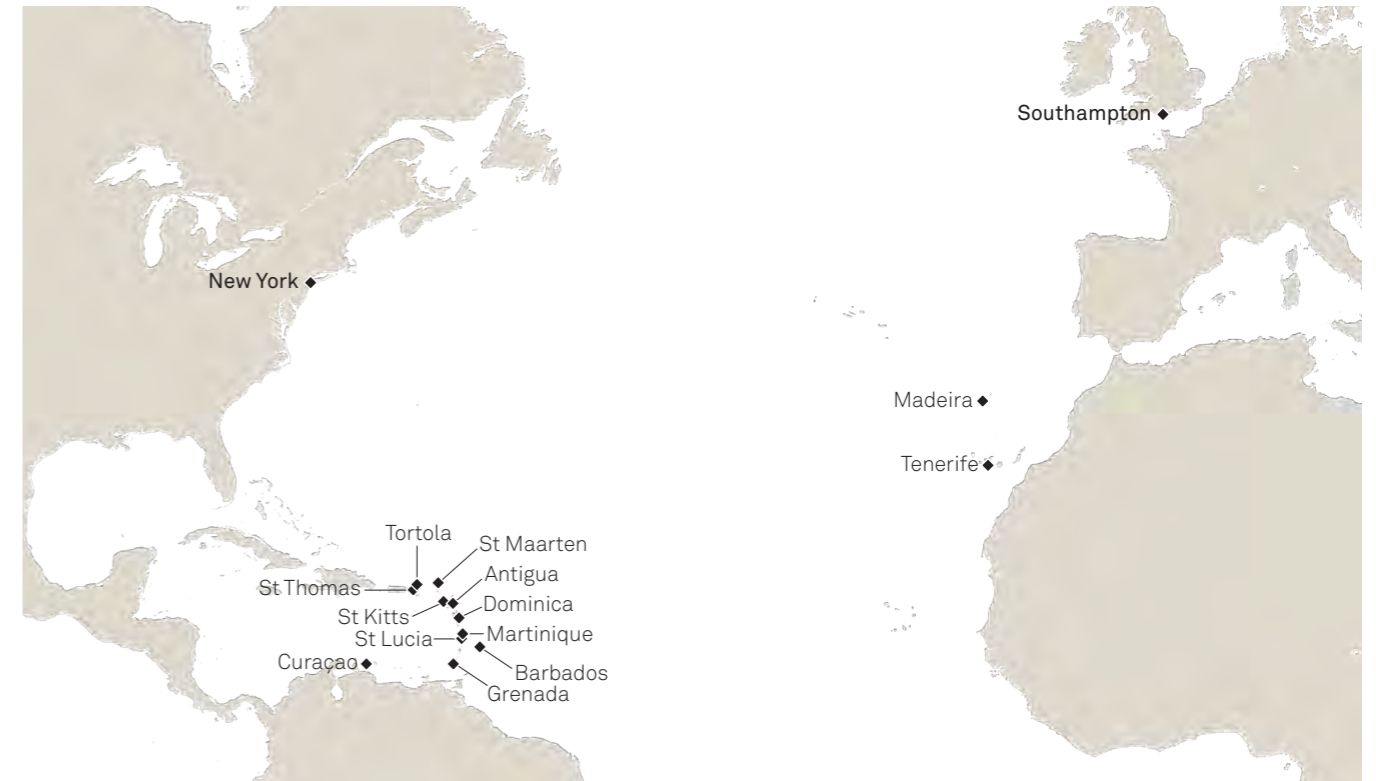 Southampton
New York
Madeira
Tenerife
Tortola
St Maarten
Antigua
St Thomas
Dominica
St Kitts
Martinique
St Lucia
Curaçao
Barbados
Grenada